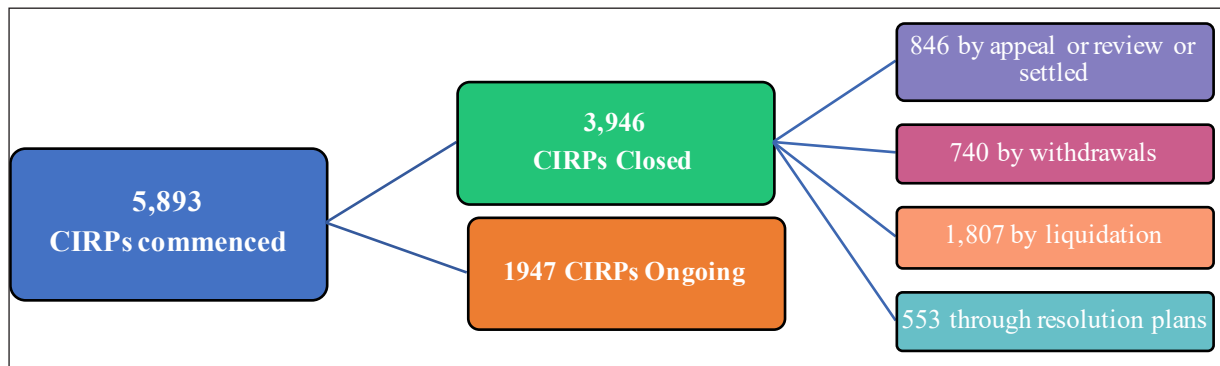 5,893
CIRPs commenced
3,946
CIRPs Closed
1947 CIRPs Ongoing
846 by appeal or review or
settled
740 by withdrawals
1,807 by liquidation
553 through resolution plans